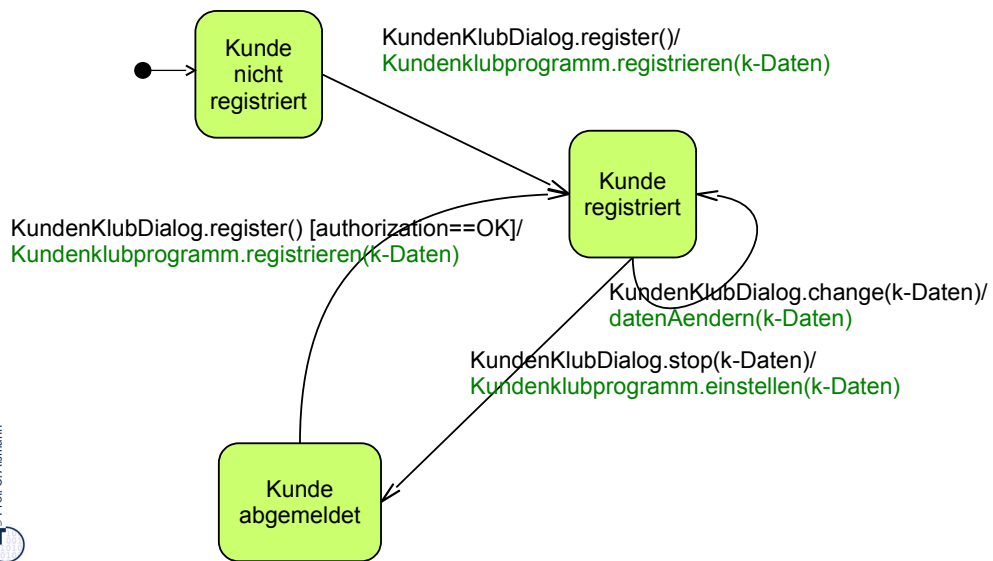 Kunde
nicht
registriert
KundenKlubDialog.register()/
Kundenklubprogramm.registrieren(k-Daten)
Kunde
registriert
KundenKlubDialog.register() [authorization==OK]/
Kundenklubprogramm.registrieren(k-Daten)
KundenKlubDialog.change(k-Daten)/
datenAendern(k-Daten)
KundenKlubDialog.stop(k-Daten)/
Kundenklubprogramm.einstellen(k-Daten)
Kunde
abgemeldet